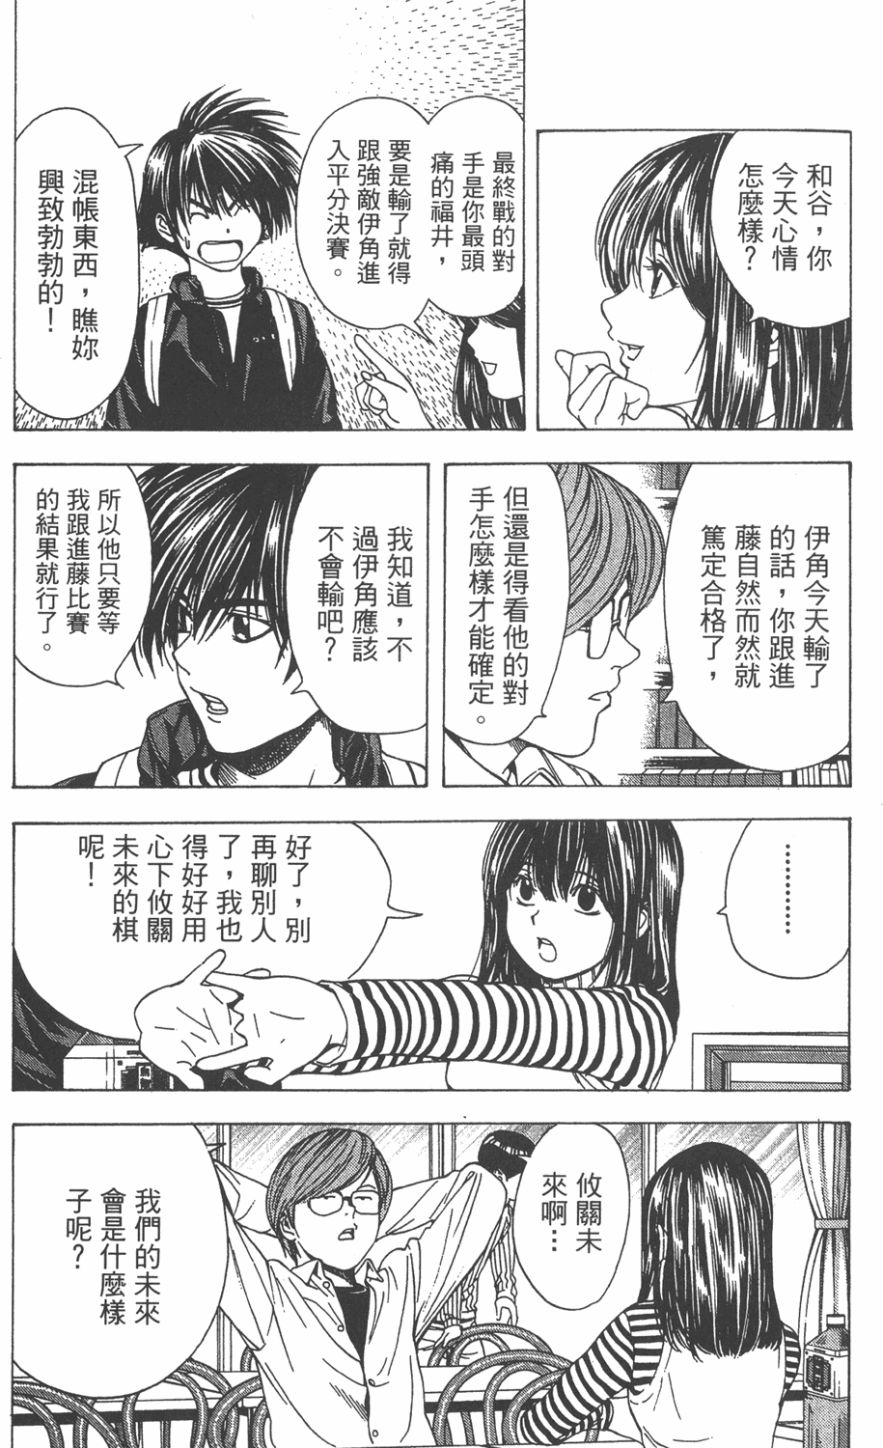 和谷，你
今天心情
怎麼樣？
最終戰的對
手是你最頭
痛的福井，
要是輸了就得
跟強敵伊角進
入平分決賽。
混帳東西，瞧妳
興致勃勃的！
伊角今天輸了
的話，你跟進
藤自然而然就
篤定合格了，
但還是得看他的對
手怎麼樣才能確定。
我知道，不
過伊角應該
不會輸吧？
所以他只要等
我跟進藤比賽
的結果就行了。
………
好了，別
再聊別人
了，我也
得好好用
心下攸關
未來的棋
呢！
攸關未
來啊…
我們的未來
會是什麼樣
子呢？